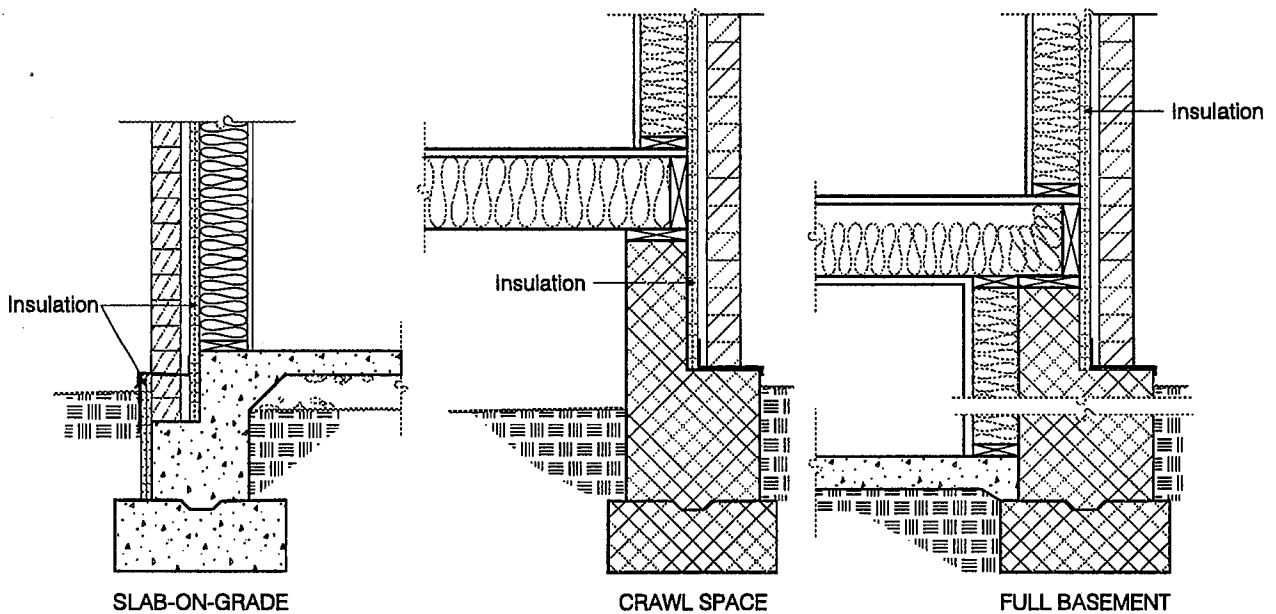 Insulation
Insulation
Insulation
SLAB-ON-GRADE
CRAWL SPACE
FULL BASEMENT